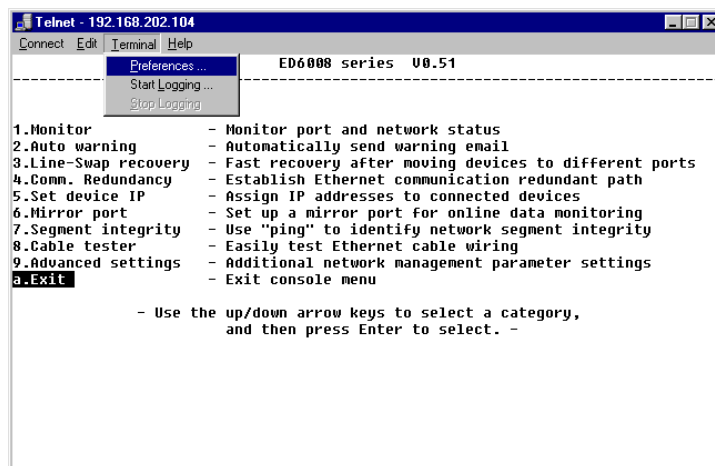 Telnet - 192.168.202.104
Connect Edit Terminal Help
Preferences ...
Start Logging ...
Stop Logging
ED6008 series V0.51
1.Monitor - Monitor port and network status
2.Auto warning - Automatically send warning email
3.Line-Swap recovery - Fast recovery after moving devices to different ports
4.Comm. Redundancy - Establish Ethernet communication redundant path
5.Set device IP - Assign IP addresses to connected devices
6.Mirror port - Set up a mirror port for online data monitoring
7.Segment integrity - Use "ping" to identify network segment integrity
8.Cable tester - Easily test Ethernet cable wiring
9.Advanced settings - Additional network management parameter settings
a.Exit - Exit console menu
- Use the up/down arrow keys to select a category,
and then press Enter to select. -